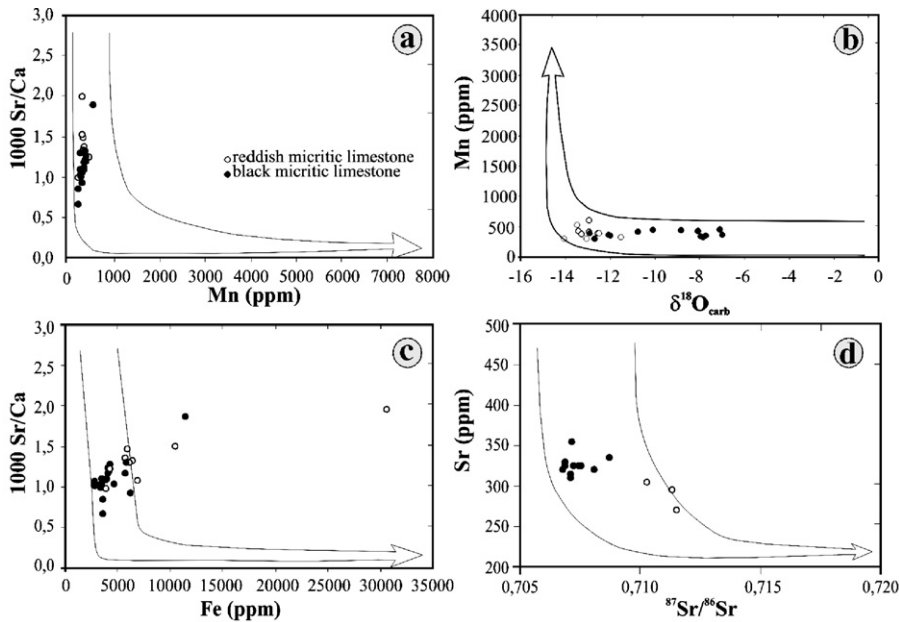 a
1000 Sr/Ca
3,0
2,5
2,0
1,5
1,0
0,5
0,0
0 1000 2000 3000 4000 5000 6000 7000
Mn (ppm)
reddish micritic limestone
black micritic limestone
b
Mn (ppm)
4000
3500
3000
2500
2000
1500
1000
500
0
-16 -14 -12 -10 -8 -6 -4 -2 0
δ¹⁸Ocarb
c
1000 Sr/Ca
3,0
2,5
2,0
1,5
1,0
0,5
0,0
0 5000 10000 15000 20000 25000 30000 35000
Fe (ppm)
d
Sr (ppm)
500
450
400
350
300
250
200
0,705 0,710 0,715 0,720
⁸⁷Sr/⁸⁶Sr